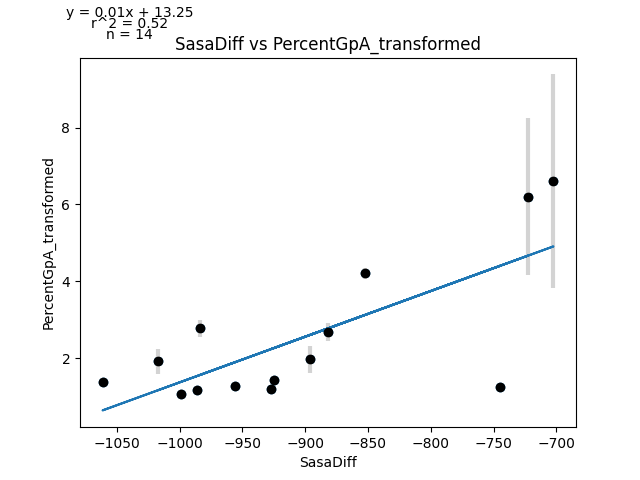 y = 0.01x + 13.25
r^2 = 0.52
n = 14
SasaDiff vs PercentGpA_transformed
PercentGpA_transformed
8
6
4
2
−1050 −1000 −950 −900 −850 −800 −750 −700
SasaDiff